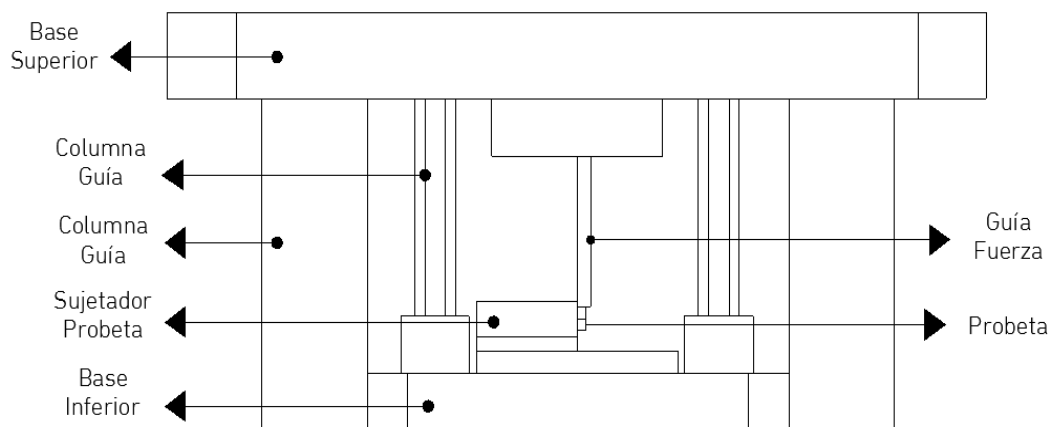 Base
Superior
Columna
Guía
Columna
Guía
Sujetador
Probeta
Base
Inferior
Guía
Fuerza
Probeta